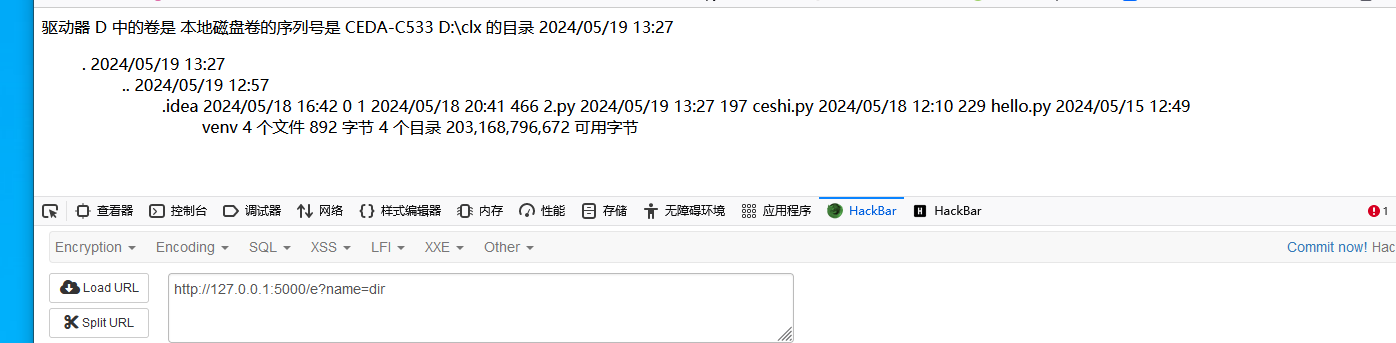 驱动器 D 中的卷是 本地磁盘卷的序列号是 CEDA-C533 D:\clx 的目录 2024/05/19 13:27
. 2024/05/19 13:27
.. 2024/05/19 12:57
.idea 2024/05/18 16:42 0 1 2024/05/18 20:41 466 2.py 2024/05/19 13:27 197 ceshi.py 2024/05/18 12:10 229 hello.py 2024/05/15 12:49
venv 4 个文件 892 字节 4 个目录 203,168,796,672 可用字节
查看器 控制台 调试器 网络 样式编辑器 内存 性能 存储 无障碍环境 应用程序 HackBar H HackBar 1
Encryption Encoding SQL XSS LFI XXE Other Commit now! Hac
Load URL http://127.0.0.1:5000/e?name=dir
Split URL